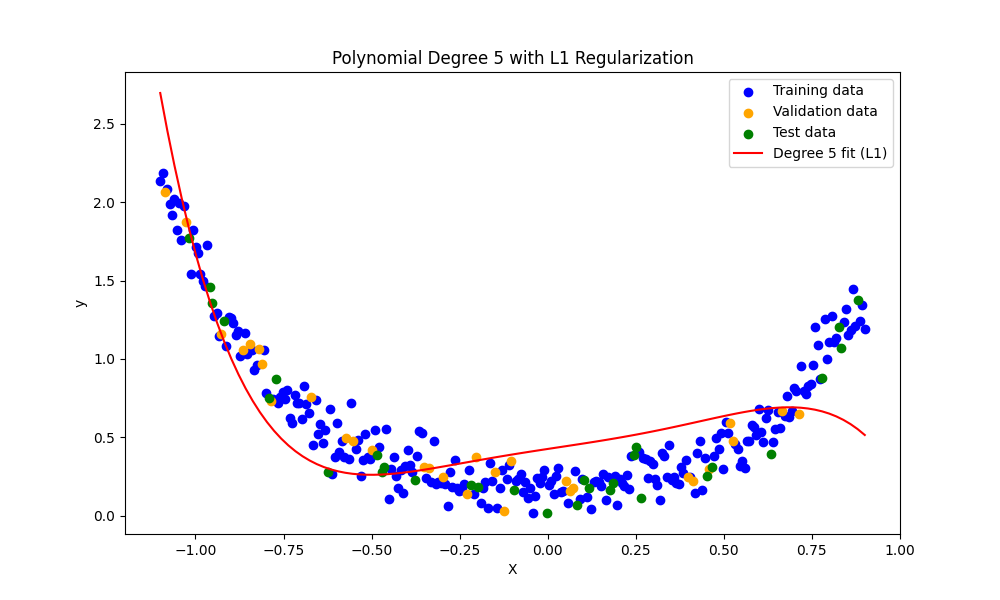 Polynomial Degree 5 with L1 Regularization
Training data
Validation data
Test data
Degree 5 fit (L1)
y
2.5
2.0
1.5
1.0
0.5
0.0
−1.00 −0.75 −0.50 −0.25 0.00 0.25 0.50 0.75 1.00
X